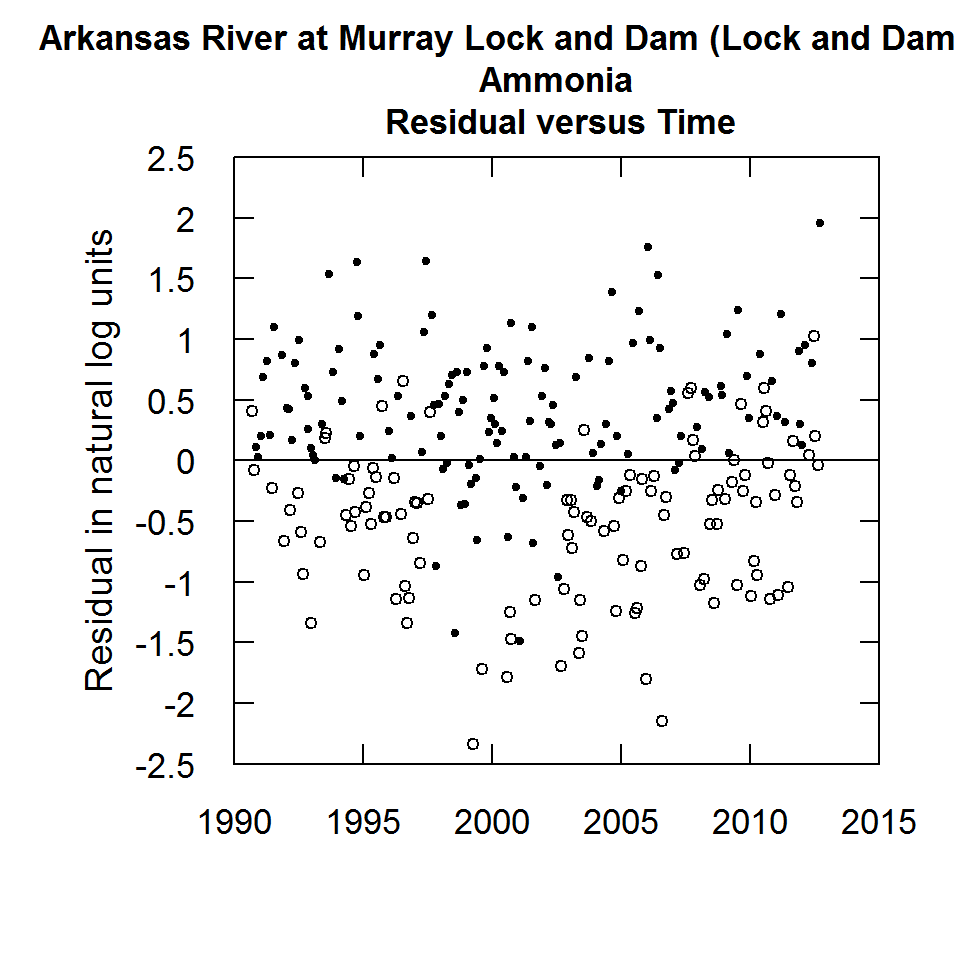 Arkansas River at Murray Lock and Dam (Lock and Dam
Ammonia
Residual versus Time
Residual in natural log units
2.5
2
1.5
1
0.5
0
-0.5
-1
-1.5
-2
-2.5
1990 1995 2000 2005 2010 2015